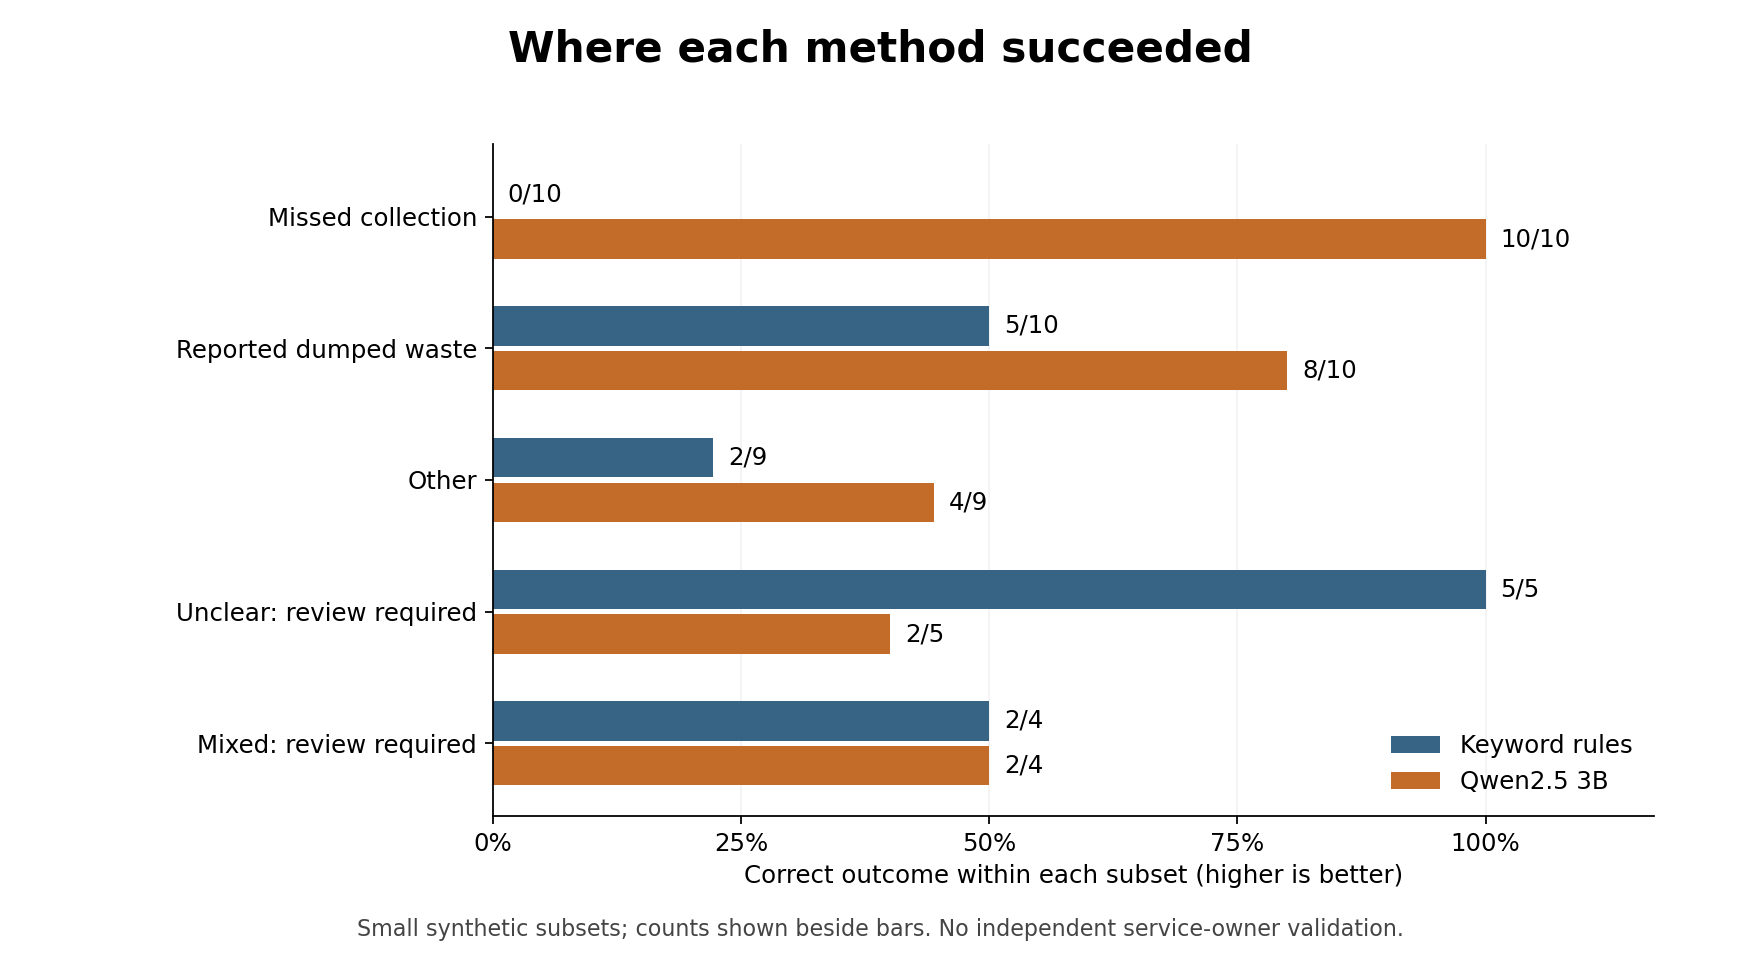 Where each method succeeded
0/10
Missed collection
10/10
5/10
Reported dumped waste
8/10
2/9
Other
4/9
5/5
Unclear: review required
2/5
2/4
Mixed: review required
2/4
Keyword rules
Qwen2.5 3B
0% 25% 50% 75% 100%
Correct outcome within each subset (higher is better)
Small synthetic subsets; counts shown beside bars. No independent service-owner validation.